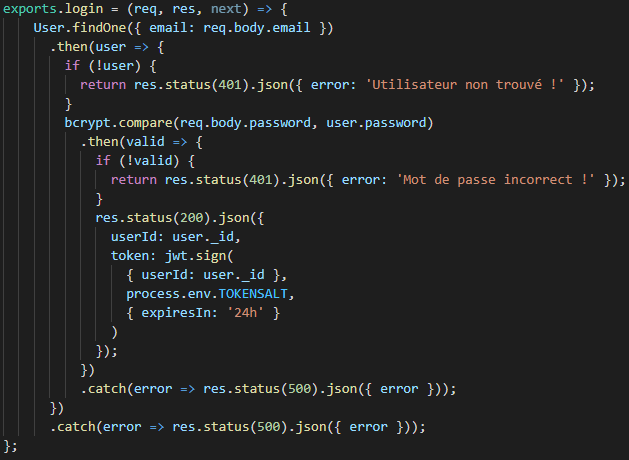 exports.login = (req, res, next) => {
    User.findOne({ email: req.body.email })
      .then(user => {
        if (!user) {
          return res.status(401).json({ error: 'Utilisateur non trouvé !' });
        }
        bcrypt.compare(req.body.password, user.password)
          .then(valid => {
            if (!valid) {
              return res.status(401).json({ error: 'Mot de passe incorrect !' });
            }
            res.status(200).json({
              userId: user._id,
              token: jwt.sign(
                { userId: user._id },
                process.env.TOKENSALT,
                { expiresIn: '24h' }
              )
            });
          })
          .catch(error => res.status(500).json({ error }));
      })
      .catch(error => res.status(500).json({ error }));
};